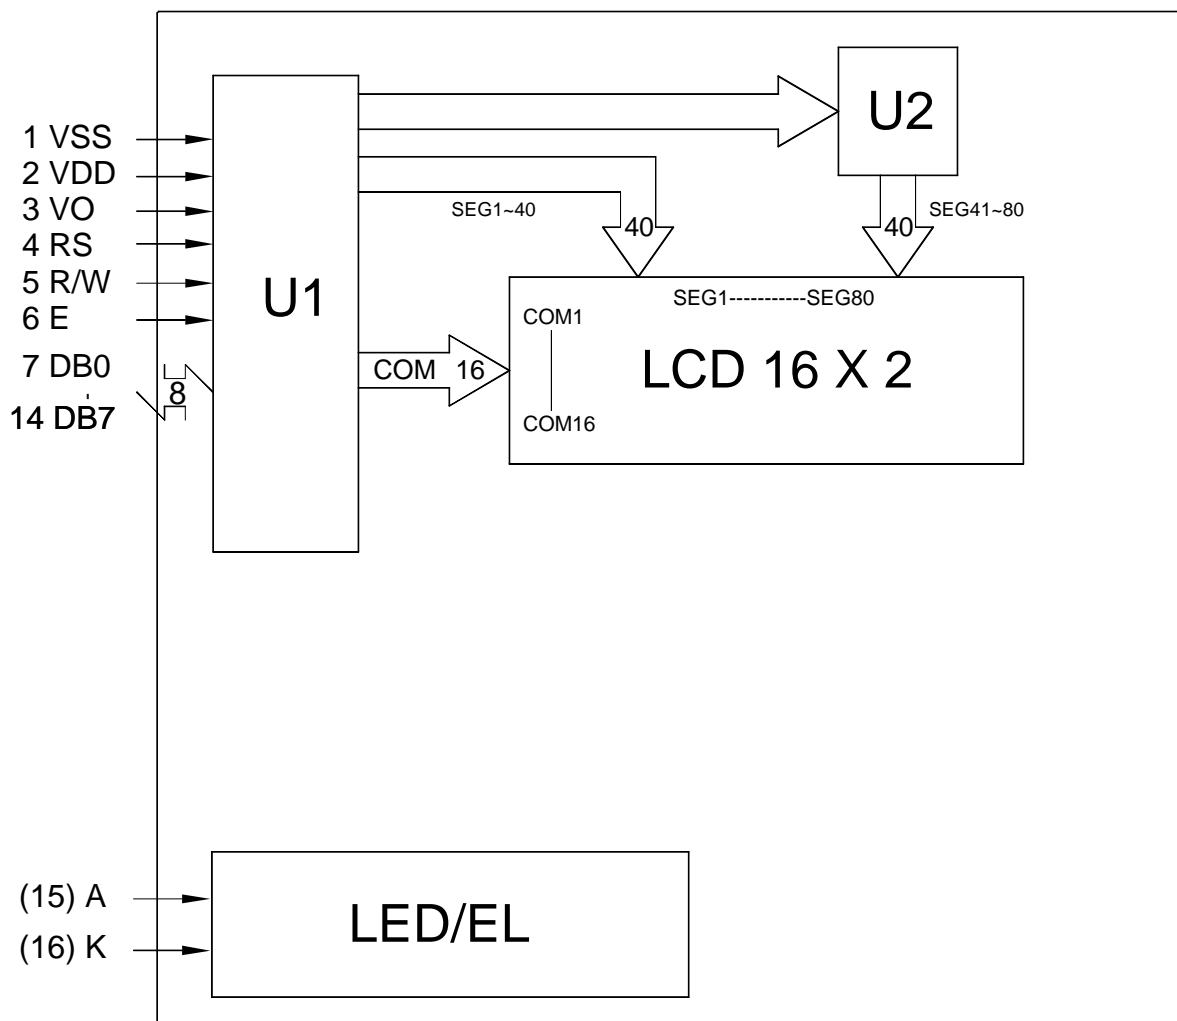 U2
1 VSS
2 VDD
3 VO
SEG1~40
SEG41~80
40
40
4 RS
5 R/W
6 E
U1
SEG1-----------SEG80
COM1
7 DB0
14 DB7
8
COM 16
LCD 16 X 2
COM16
(15) A
(16) K
LED/EL